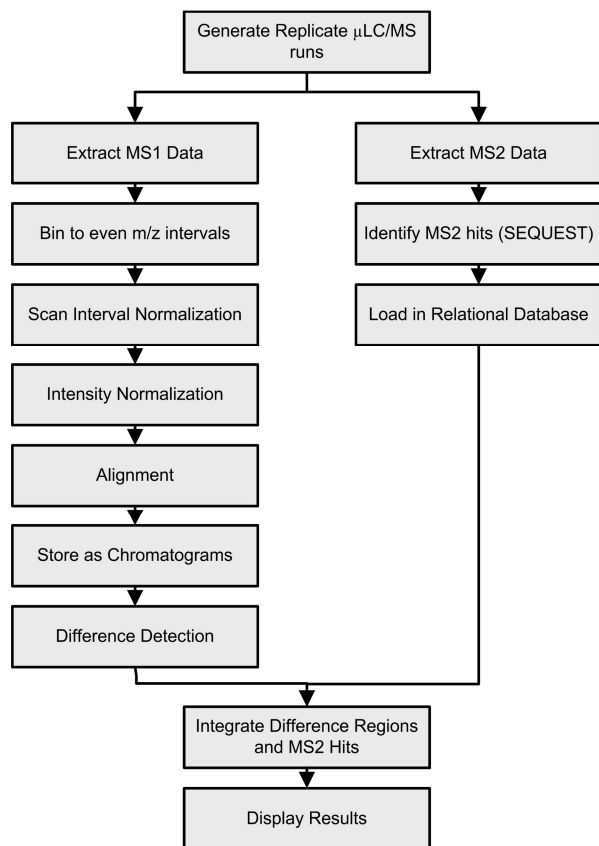 Generate Replicate μLC/MS
runs
Extract MS1 Data
Bin to even m/z intervals
Scan Interval Normalization
Intensity Normalization
Alignment
Store as Chromatograms
Difference Detection
Extract MS2 Data
Identify MS2 hits (SEQUEST)
Load in Relational Database
Integrate Difference Regions
and MS2 Hits
Display Results